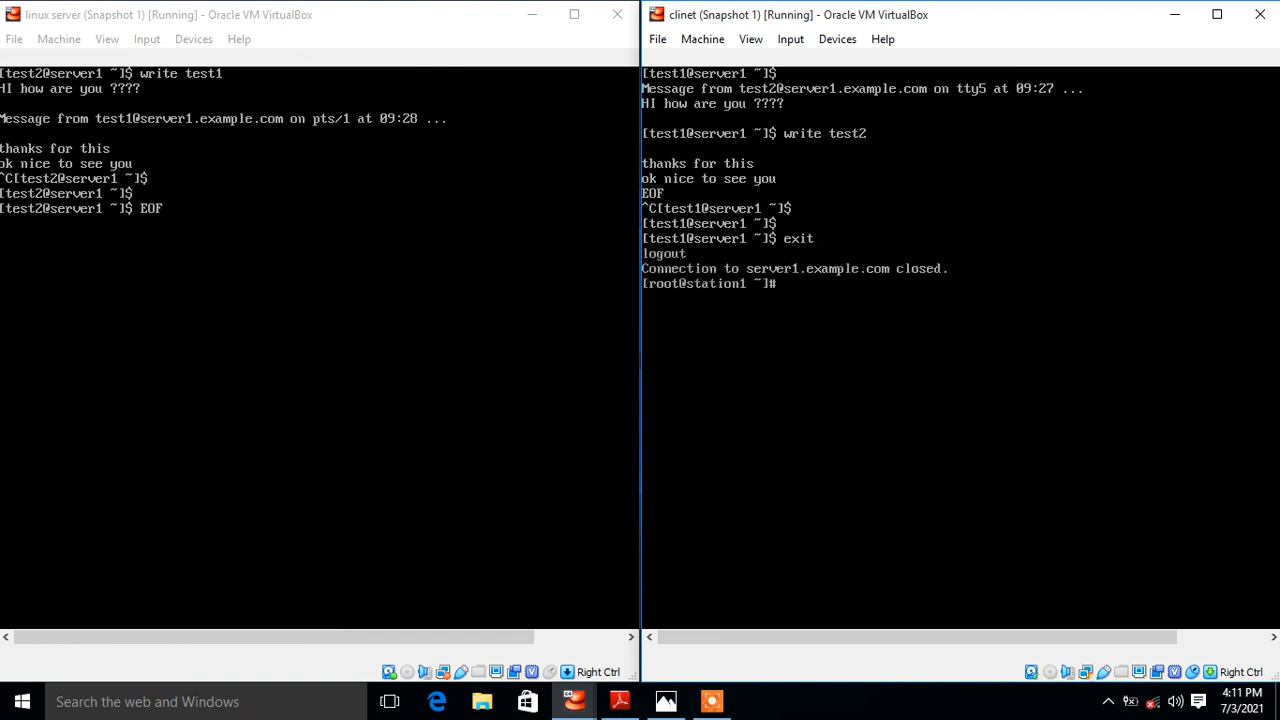 linux server (Snapshot 1) [Running] - Oracle VM VirtualBox
File Machine View Input Devices Help
[test2@server1 ~]$ write test1
HI how are you ????
Message from test1@server1.example.com on pts/1 at 09:28 ...
thanks for this
ok nice to see you
^C[test2@server1 ~]$
[test2@server1 ~]$
[test2@server1 ~]$ EOF
Right Ctrl
clinet (Snapshot 1) [Running] - Oracle VM VirtualBox
File Machine View Input Devices Help
[test1@server1 ~]$
Message from test2@server1.example.com on tty5 at 09:27 ...
HI how are you ????
[test1@server1 ~]$ write test2
thanks for this
ok nice to see you
EOF
^C[test1@server1 ~]$
[test1@server1 ~]$
[test1@server1 ~]$ exit
logout
Connection to server1.example.com closed.
[root@station1 ~]#
Right Ctrl
Search the web and Windows
4:11 PM
7/3/2021